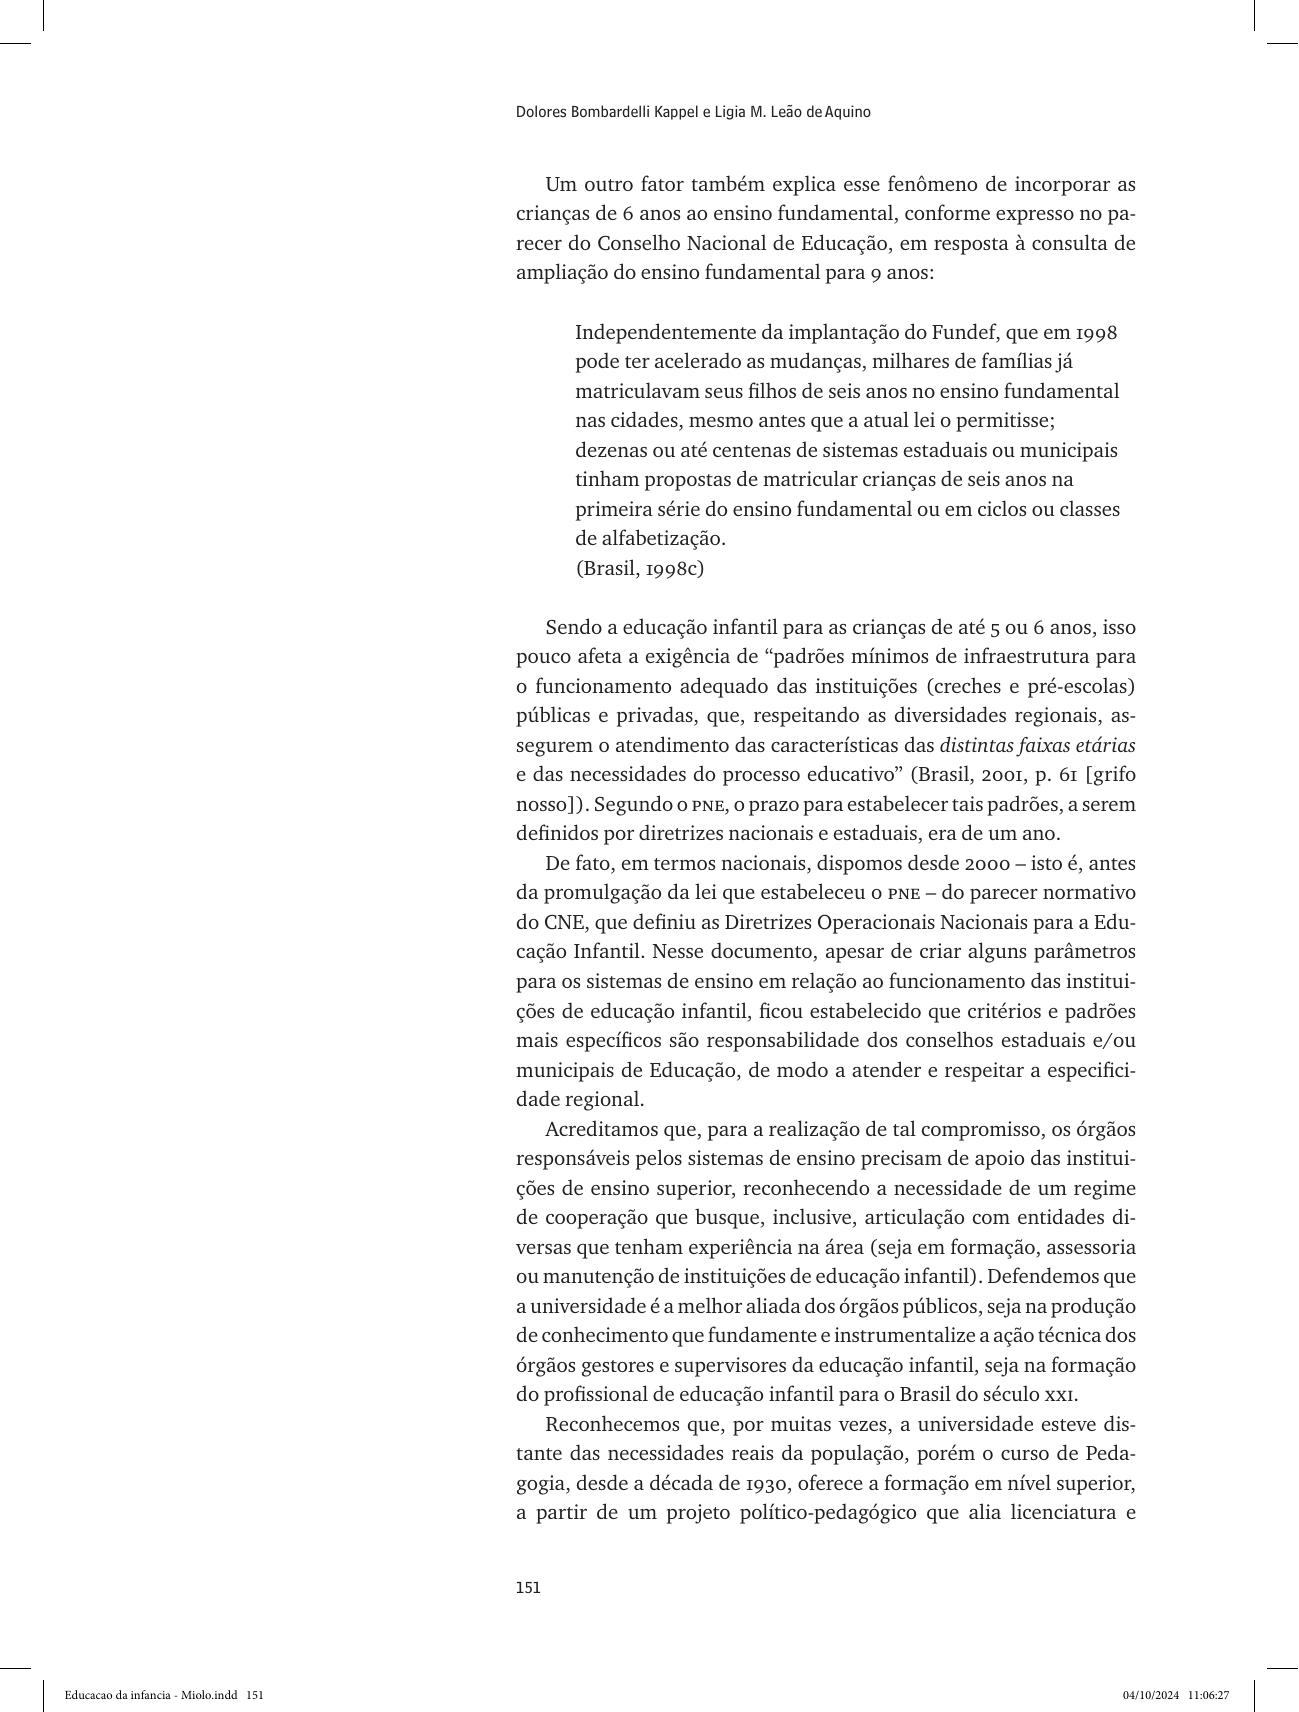 Dolores Bombardelli Kappel e Ligia M. Leão de Aquino
Um outro fator também explica esse fenômeno de incorporar as
crianças de 6 anos ao ensino fundamental, conforme expresso no pa-
recer do Conselho Nacional de Educação, em resposta à consulta de
ampliação do ensino fundamental para 9 anos:
Independentemente da implantação do Fundef, que em 1998
pode ter acelerado as mudanças, milhares de famílias já
matriculavam seus filhos de seis anos no ensino fundamental
nas cidades, mesmo antes que a atual lei o permitisse;
dezenas ou até centenas de sistemas estaduais ou municipais
tinham propostas de matricular crianças de seis anos na
primeira série do ensino fundamental ou em ciclos ou classes
de alfabetização.
(Brasil, 1998c)
Sendo a educação infantil para as crianças de até 5 ou 6 anos, isso
pouco afeta a exigência de “padrões mínimos de infraestrutura para
o funcionamento adequado das instituições (creches e pré-escolas)
públicas e privadas, que, respeitando as diversidades regionais, as-
segurem o atendimento das características das distintas faixas etárias
e das necessidades do processo educativo” (Brasil, 2001, p. 61 [grifo
nosso]). Segundo o PNE, o prazo para estabelecer tais padrões, a serem
definidos por diretrizes nacionais e estaduais, era de um ano.
De fato, em termos nacionais, dispomos desde 2000 – isto é, antes
da promulgação da lei que estabeleceu o PNE – do parecer normativo
do CNE, que definiu as Diretrizes Operacionais Nacionais para a Edu-
cação Infantil. Nesse documento, apesar de criar alguns parâmetros
para os sistemas de ensino em relação ao funcionamento das institui-
ções de educação infantil, ficou estabelecido que critérios e padrões
mais específicos são responsabilidade dos conselhos estaduais e/ou
municipais de Educação, de modo a atender e respeitar a especifici-
dade regional.
Acreditamos que, para a realização de tal compromisso, os órgãos
responsáveis pelos sistemas de ensino precisam de apoio das institui-
ções de ensino superior, reconhecendo a necessidade de um regime
de cooperação que busque, inclusive, articulação com entidades di-
versas que tenham experiência na área (seja em formação, assessoria
ou manutenção de instituições de educação infantil). Defendemos que
a universidade é a melhor aliada dos órgãos públicos, seja na produção
de conhecimento que fundamente e instrumentalize a ação técnica dos
órgãos gestores e supervisores da educação infantil, seja na formação
do profissional de educação infantil para o Brasil do século XXI.
Reconhecemos que, por muitas vezes, a universidade esteve dis-
tante das necessidades reais da população, porém o curso de Peda-
gogia, desde a década de 1930, oferece a formação em nível superior,
a partir de um projeto político-pedagógico que alia licenciatura e
151
Educacao da infancia - Miolo.indd 151
04/10/2024 11:06:27